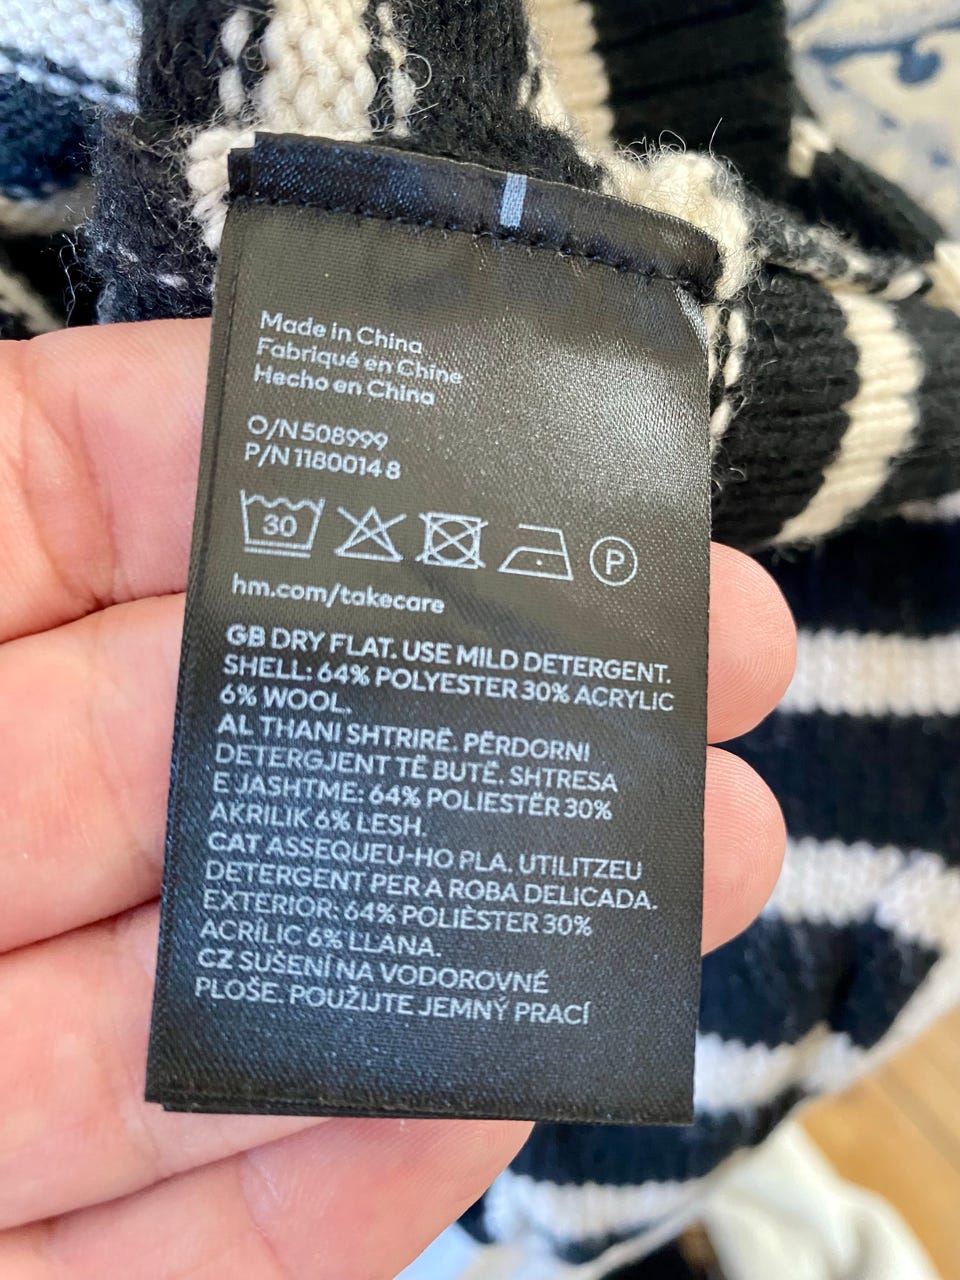 Made in China
Fabriqué en Chine
Hecho en China
O/N 508999
P/N 11800148
30
P
hm.com/takecare
GB DRY FLAT. USE MILD DETERGENT.
SHELL: 64% POLYESTER 30% ACRYLIC
6% WOOL.
AL THANI SHTRIRË. PËRDORNI
DETERGJENT TË BUTË. SHTRESA
E JASHTME: 64% POLIESTËR 30%
AKRILIK 6% LESH.
CAT ASSEQUEU-HO PLA. UTILITZEU
DETERGENT PER A ROBA DELICADA.
EXTERIOR: 64% POLIÈSTER 30%
ACRÍLIC 6% LLANA.
CZ SUŠENÍ NA VODOROVNÉ
PLOŠE. POUŽIJTE JEMNÝ PRACÍ